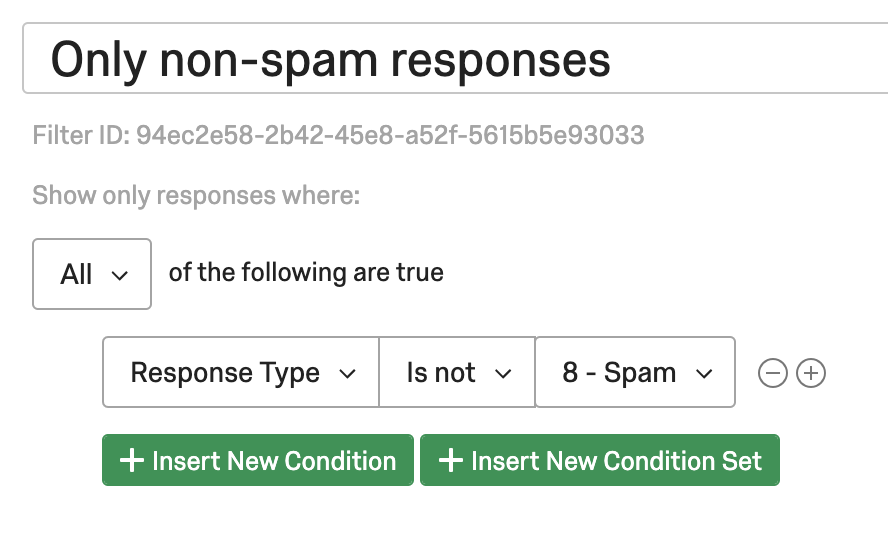 Only non-spam responses
Filter ID: 94ec2e58-2b42-45e8-a52f-5615b5e93033
Show only responses where:
All of the following are true
Response Type Is not 8 - Spam
Insert New Condition Insert New Condition Set